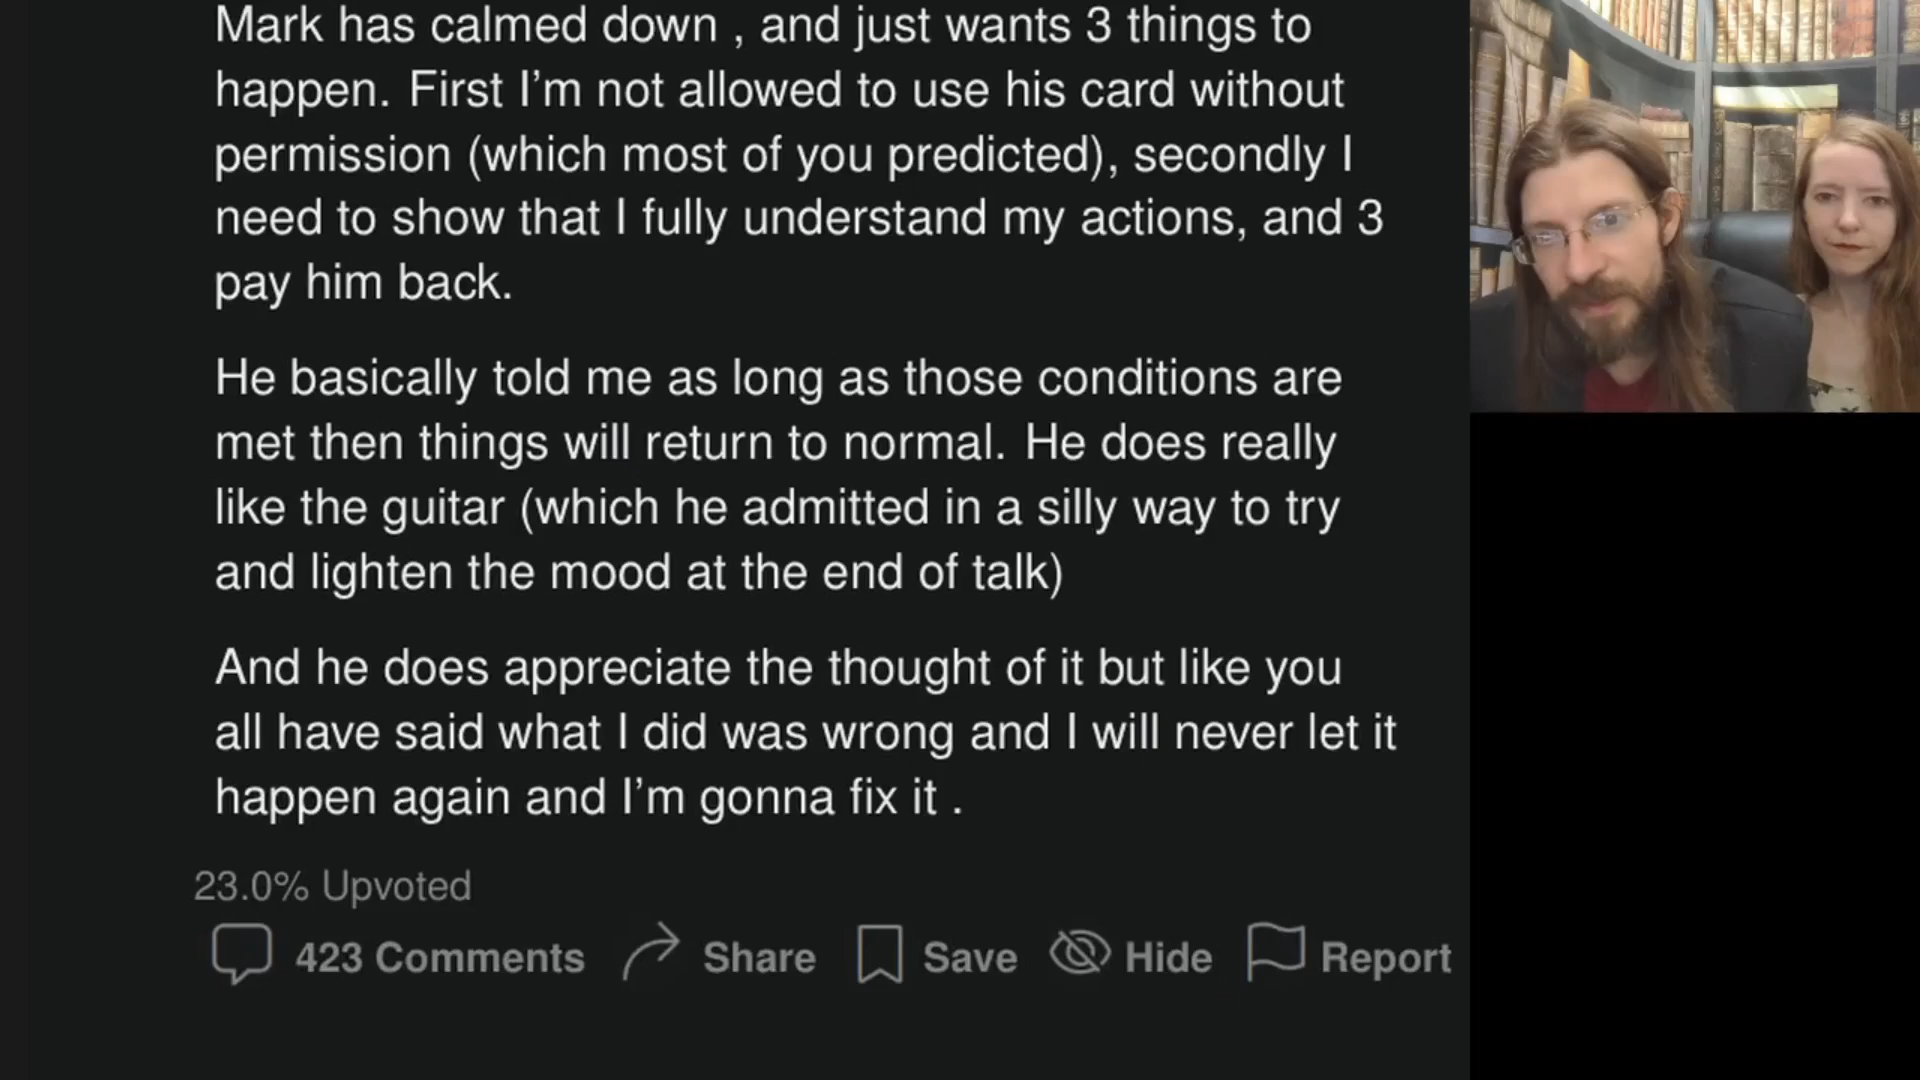 Mark has calmed down , and just wants 3 things to
happen. First I’m not allowed to use his card without
permission (which most of you predicted), secondly I
need to show that I fully understand my actions, and 3
pay him back.
He basically told me as long as those conditions are
met then things will return to normal. He does really
like the guitar (which he admitted in a silly way to try
and lighten the mood at the end of talk)
And he does appreciate the thought of it but like you
all have said what I did was wrong and I will never let it
happen again and I’m gonna fix it .
23.0% Upvoted
423 Comments Share Save Hide Report